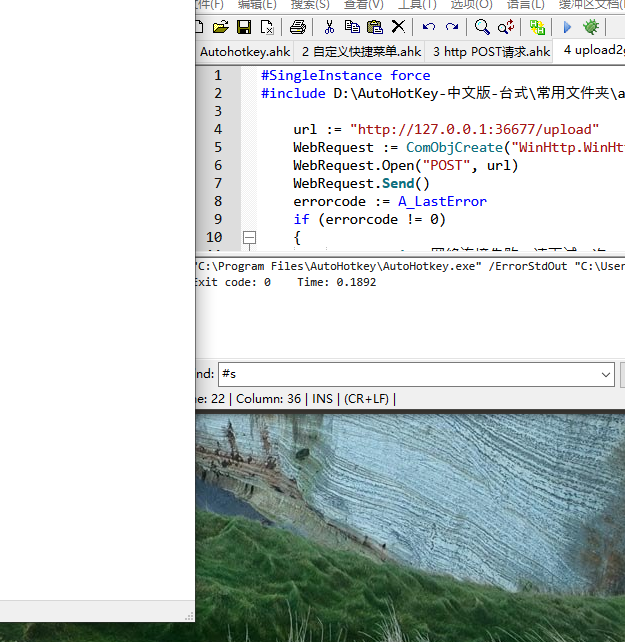 编辑(E) 搜索(S) 查看(V) 工具(T) 选项(O) 语言(L) 缓冲区文档
Autohotkey.ahk 2 自定义快捷菜单.ahk 3 http POST请求.ahk 4 upload2g
1 #SingleInstance force
2 #include D:\AutoHotKey-中文版-台式\常用文件夹\a
3
4 url := "http://127.0.0.1:36677/upload"
5 WebRequest := ComObjCreate("WinHttp.WinHt
6 WebRequest.Open("POST", url)
7 WebRequest.Send()
8 errorcode := A_LastError
9 if (errorcode != 0)
10 {
"C:\Program Files\AutoHotkey\AutoHotkey.exe" /ErrorStdOut "C:\User
Exit code: 0 Time: 0.1892
nd: #s
ne: 22 | Column: 36 | INS | (CR+LF) |